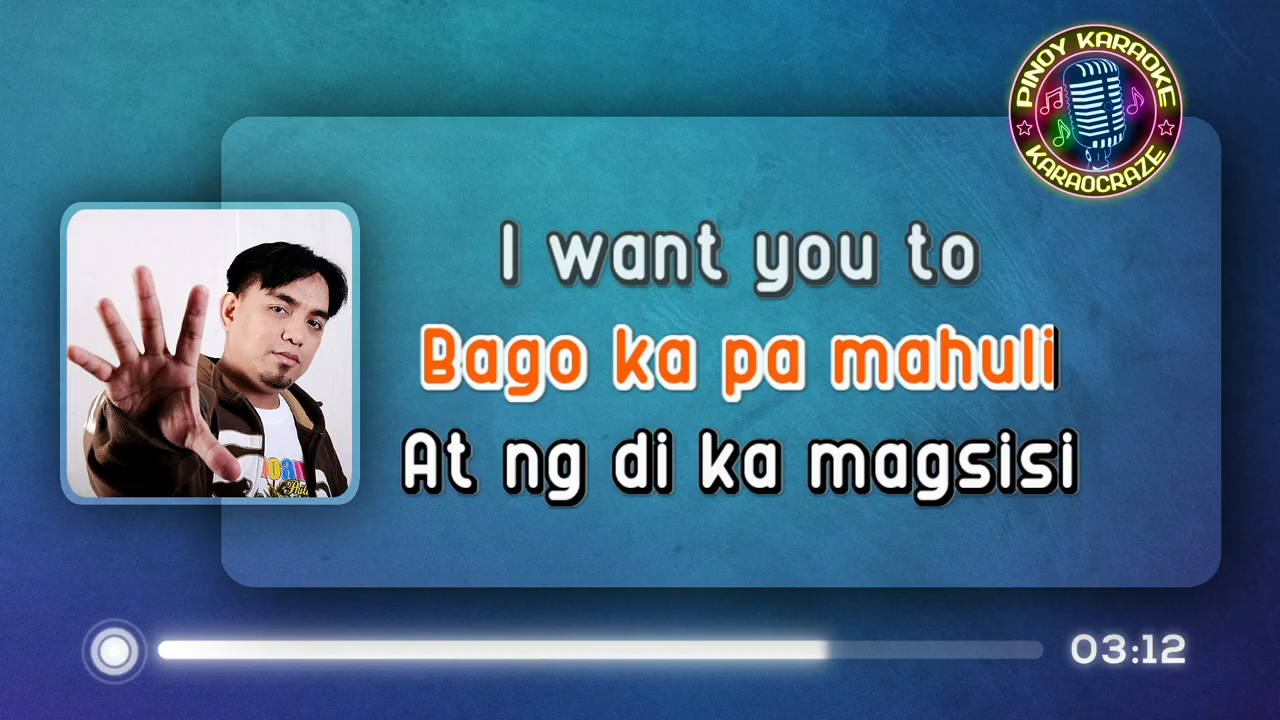 PINOY KARAOKE
KARAOCRAZE
I want you to
Bago ka pa mahuli
At ng di ka magsisi
03:12